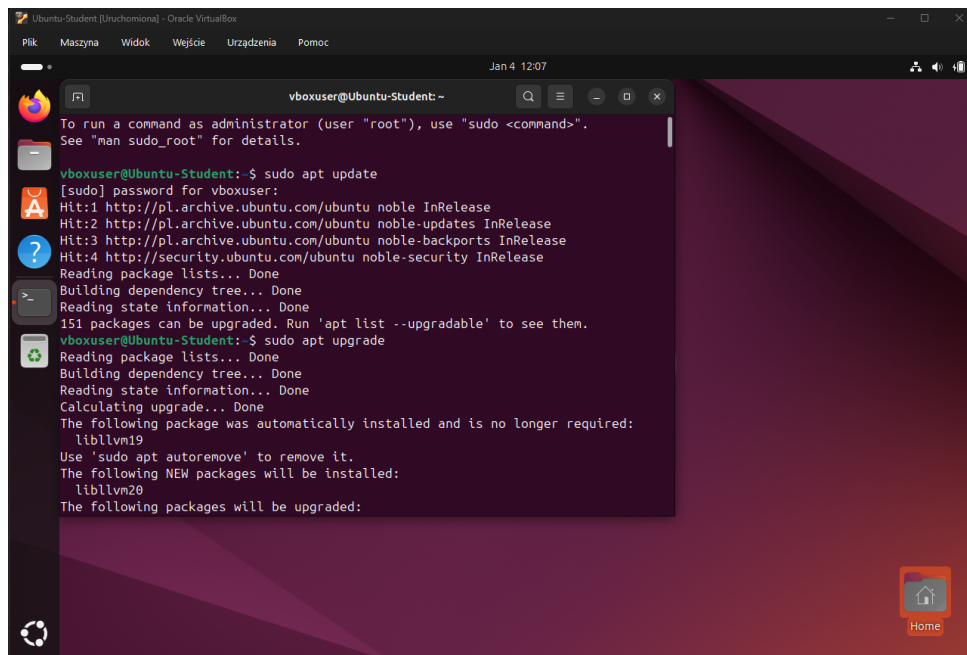 Ubuntu-Student [Uruchomiona] - Oracle VirtualBox
Plik Maszyna Widok Wejście Urządzenia Pomoc
Jan 4 12:07
vboxuser@Ubuntu-Student: ~
To run a command as administrator (user "root"), use "sudo <command>".
See "man sudo_root" for details.
vboxuser@Ubuntu-Student:~$ sudo apt update
[sudo] password for vboxuser:
Hit:1 http://pl.archive.ubuntu.com/ubuntu noble InRelease
Hit:2 http://pl.archive.ubuntu.com/ubuntu noble-updates InRelease
Hit:3 http://pl.archive.ubuntu.com/ubuntu noble-backports InRelease
Hit:4 http://security.ubuntu.com/ubuntu noble-security InRelease
Reading package lists... Done
Building dependency tree... Done
Reading state information... Done
151 packages can be upgraded. Run 'apt list --upgradable' to see them.
vboxuser@Ubuntu-Student:~$ sudo apt upgrade
Reading package lists... Done
Building dependency tree... Done
Reading state information... Done
Calculating upgrade... Done
The following package was automatically installed and is no longer required:
  libllvm19
Use 'sudo apt autoremove' to remove it.
The following NEW packages will be installed:
  libllvm20
The following packages will be upgraded:
Home